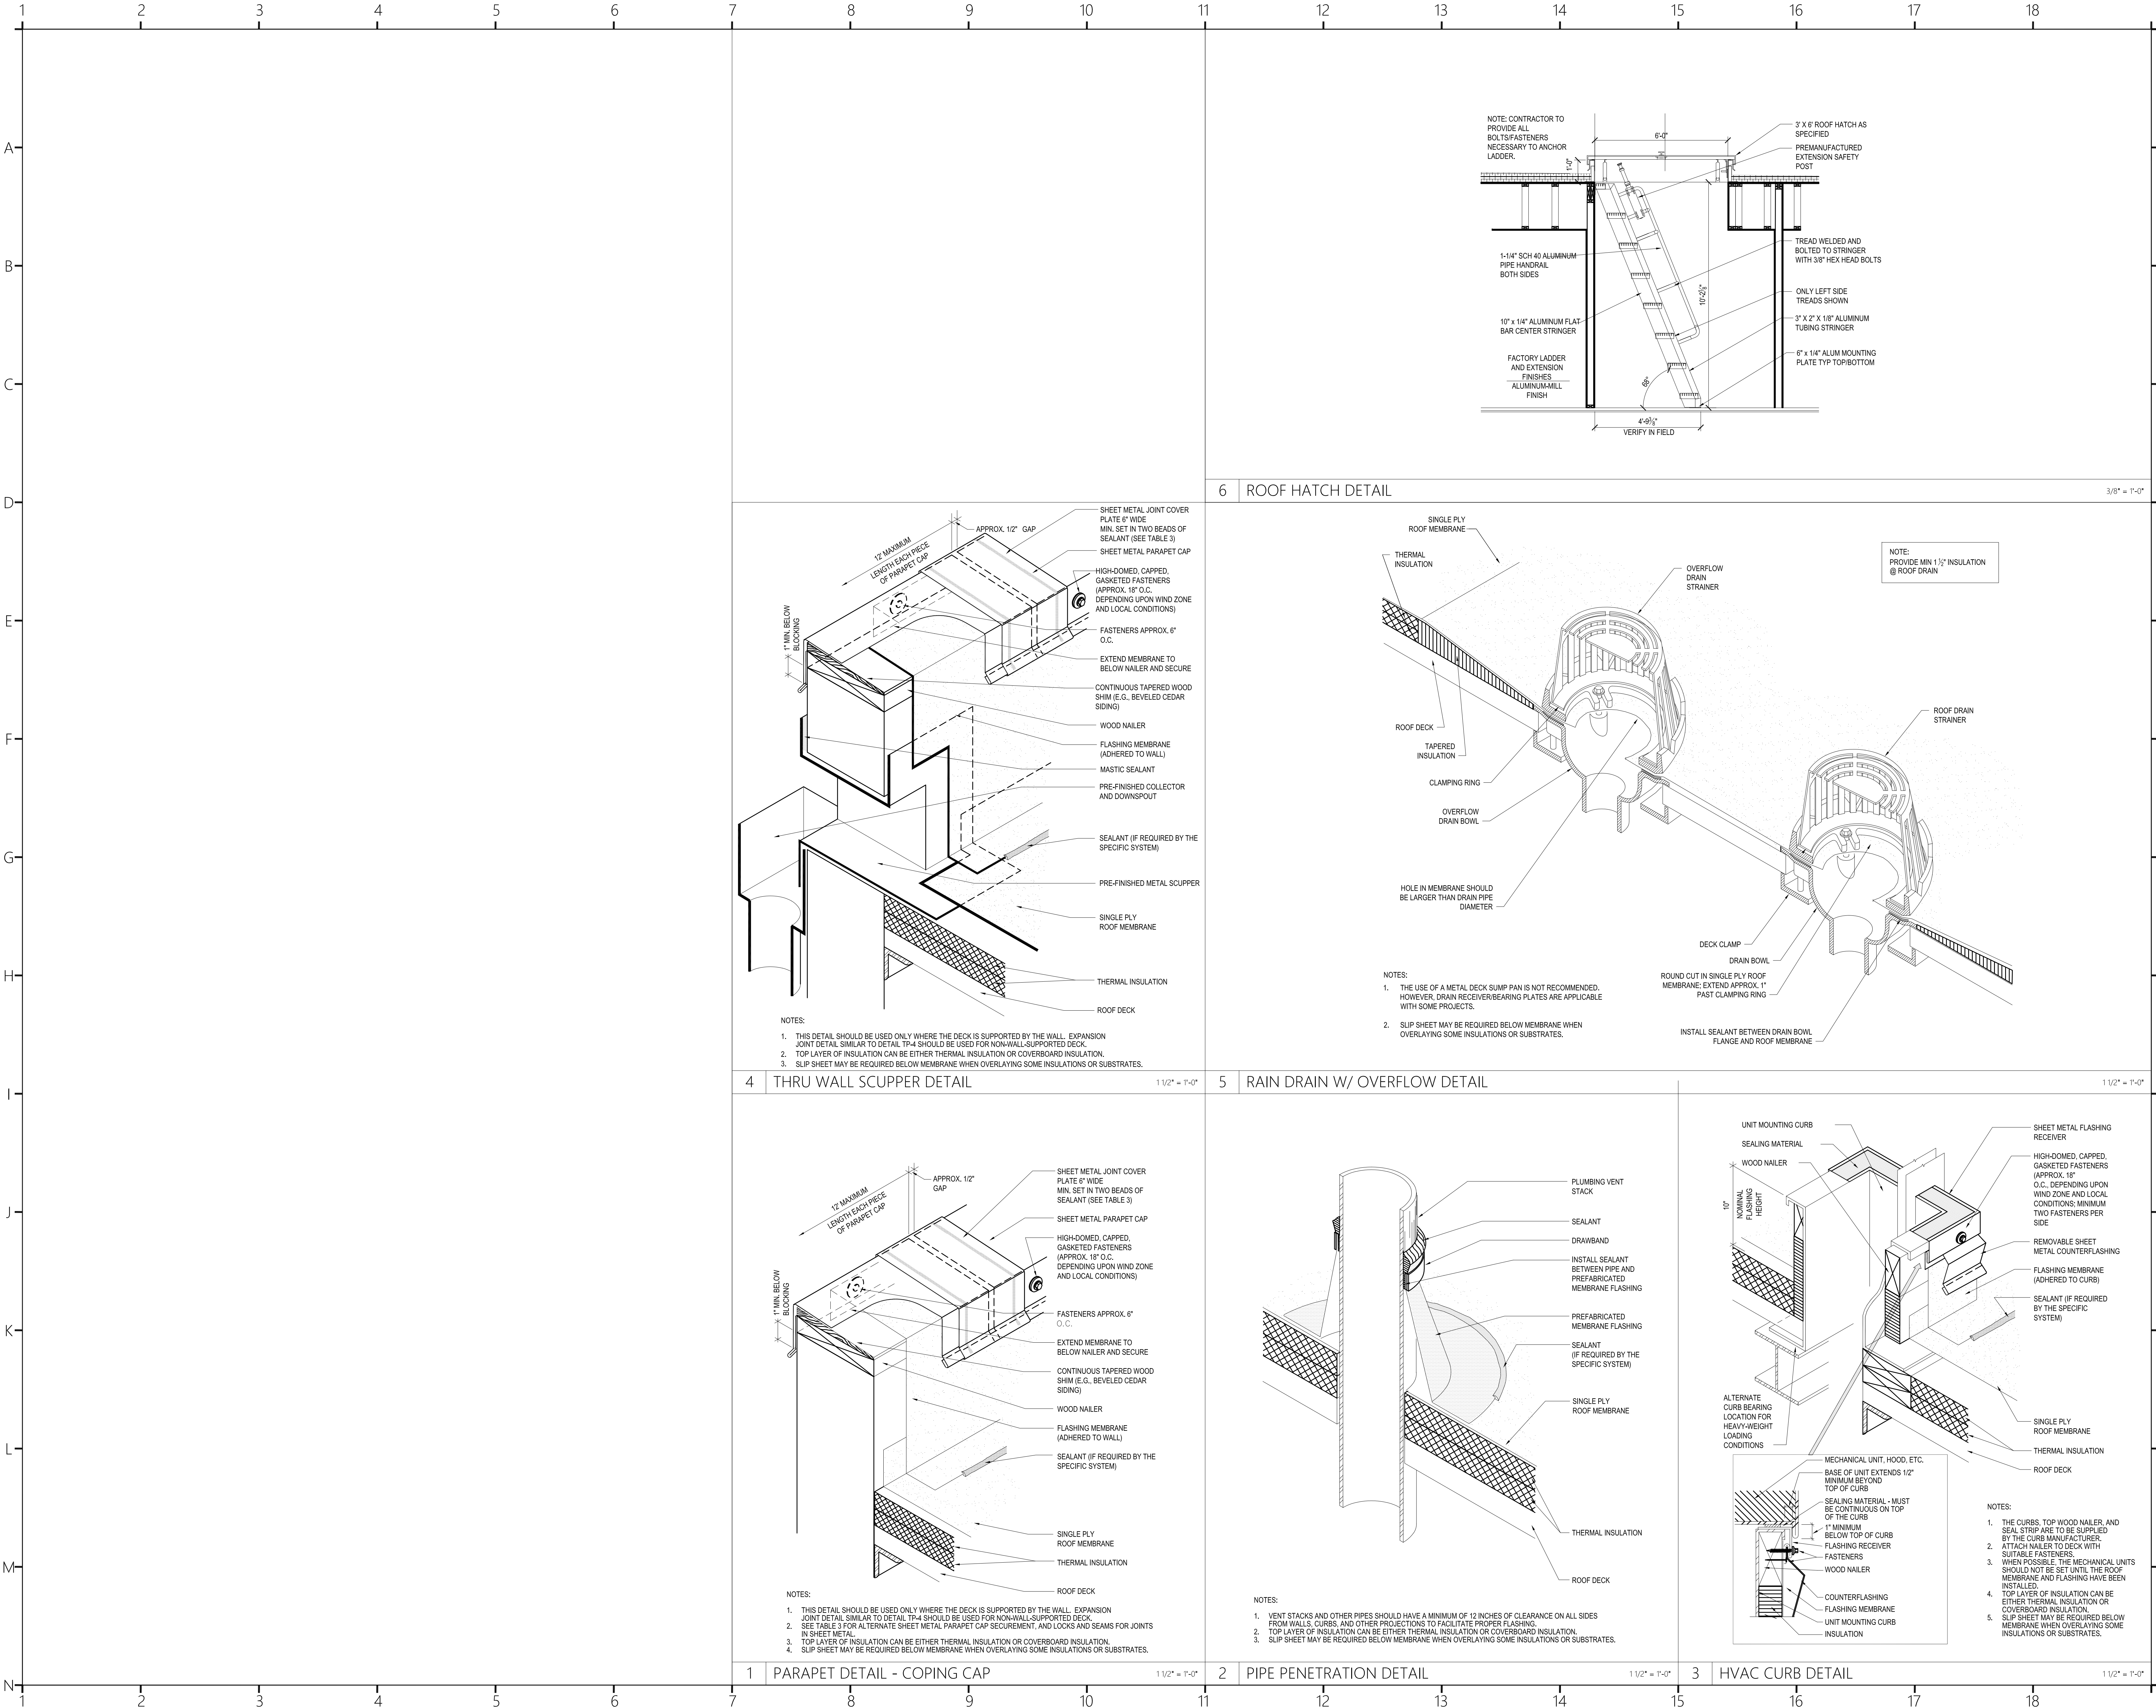 1 2 3 4 5 6 7 8 9 10 11 12 13 14 15 16 17 18
A
B
C
D
E
F
G
H
I
J
K
L
M
N
NOTE: CONTRACTOR TO
PROVIDE ALL
BOLTS/FASTENERS
NECESSARY TO ANCHOR
LADDER.
6'-0"
1'-0"
3' X 6' ROOF HATCH AS
SPECIFIED
PREMANUFACTURED
EXTENSION SAFETY
POST
1-1/4" SCH 40 ALUMINUM
PIPE HANDRAIL
BOTH SIDES
TREAD WELDED AND
BOLTED TO STRINGER
WITH 3/8" HEX HEAD BOLTS
ONLY LEFT SIDE
TREADS SHOWN
10" x 1/4" ALUMINUM FLAT
BAR CENTER STRINGER
3" X 2" X 1/8" ALUMINUM
TUBING STRINGER
6" x 1/4" ALUM MOUNTING
PLATE TYP TOP/BOTTOM
FACTORY LADDER
AND EXTENSION
FINISHES
ALUMINUM-MILL
FINISH
68°
VERIFY IN FIELD
6 ROOF HATCH DETAIL 3/8" = 1'-0"
12' MAXIMUM
LENGTH EACH PIECE
OF PARAPET CAP
APPROX. 1/2" GAP
1" MIN. BELOW
BLOCKING
SHEET METAL JOINT COVER
PLATE 6" WIDE
MIN. SET IN TWO BEADS OF
SEALANT (SEE TABLE 3)
SHEET METAL PARAPET CAP
HIGH-DOMED, CAPPED,
GASKETED FASTENERS
(APPROX. 18" O.C.
DEPENDING UPON WIND ZONE
AND LOCAL CONDITIONS)
FASTENERS APPROX. 6"
O.C.
EXTEND MEMBRANE TO
BELOW NAILER AND SECURE
CONTINUOUS TAPERED WOOD
SHIM (E.G., BEVELED CEDAR
SIDING)
WOOD NAILER
FLASHING MEMBRANE
(ADHERED TO WALL)
MASTIC SEALANT
PRE-FINISHED COLLECTOR
AND DOWNSPOUT
SEALANT (IF REQUIRED BY THE
SPECIFIC SYSTEM)
PRE-FINISHED METAL SCUPPER
SINGLE PLY
ROOF MEMBRANE
THERMAL INSULATION
ROOF DECK
NOTES:
1. THIS DETAIL SHOULD BE USED ONLY WHERE THE DECK IS SUPPORTED BY THE WALL. EXPANSION
JOINT DETAIL SIMILAR TO DETAIL TP-4 SHOULD BE USED FOR NON-WALL-SUPPORTED DECK.
2. TOP LAYER OF INSULATION CAN BE EITHER THERMAL INSULATION OR COVERBOARD INSULATION.
3. SLIP SHEET MAY BE REQUIRED BELOW MEMBRANE WHEN OVERLAYING SOME INSULATIONS OR SUBSTRATES.
4 THRU WALL SCUPPER DETAIL 1 1/2" = 1'-0"
SINGLE PLY
ROOF MEMBRANE
THERMAL
INSULATION
OVERFLOW
DRAIN
STRAINER
NOTE:
PROVIDE MIN 1 1/2" INSULATION
@ ROOF DRAIN
ROOF DECK
TAPERED
INSULATION
CLAMPING RING
OVERFLOW
DRAIN BOWL
ROOF DRAIN
STRAINER
HOLE IN MEMBRANE SHOULD
BE LARGER THAN DRAIN PIPE
DIAMETER
DECK CLAMP
DRAIN BOWL
ROUND CUT IN SINGLE PLY ROOF
MEMBRANE; EXTEND APPROX. 1"
PAST CLAMPING RING
INSTALL SEALANT BETWEEN DRAIN BOWL
FLANGE AND ROOF MEMBRANE
NOTES:
1. THE USE OF A METAL DECK SUMP PAN IS NOT RECOMMENDED.
HOWEVER, DRAIN RECEIVER/BEARING PLATES ARE APPLICABLE
WITH SOME PROJECTS.
2. SLIP SHEET MAY BE REQUIRED BELOW MEMBRANE WHEN
OVERLAYING SOME INSULATIONS OR SUBSTRATES.
5 RAIN DRAIN W/ OVERFLOW DETAIL 1 1/2" = 1'-0"
12' MAXIMUM
LENGTH EACH PIECE
OF PARAPET CAP
APPROX. 1/2"
GAP
1" MIN. BELOW
BLOCKING
SHEET METAL JOINT COVER
PLATE 6" WIDE
MIN. SET IN TWO BEADS OF
SEALANT (SEE TABLE 3)
SHEET METAL PARAPET CAP
HIGH-DOMED, CAPPED,
GASKETED FASTENERS
(APPROX. 18" O.C.
DEPENDING UPON WIND ZONE
AND LOCAL CONDITIONS)
FASTENERS APPROX. 6"
O.C.
EXTEND MEMBRANE TO
BELOW NAILER AND SECURE
CONTINUOUS TAPERED WOOD
SHIM (E.G., BEVELED CEDAR
SIDING)
WOOD NAILER
FLASHING MEMBRANE
(ADHERED TO WALL)
SEALANT (IF REQUIRED BY THE
SPECIFIC SYSTEM)
SINGLE PLY
ROOF MEMBRANE
THERMAL INSULATION
ROOF DECK
NOTES:
1. THIS DETAIL SHOULD BE USED ONLY WHERE THE DECK IS SUPPORTED BY THE WALL. EXPANSION
JOINT DETAIL SIMILAR TO DETAIL TP-4 SHOULD BE USED FOR NON-WALL-SUPPORTED DECK.
2. SEE TABLE 3 FOR ALTERNATE SHEET METAL PARAPET CAP SECUREMENT, AND LOCKS AND SEAMS FOR JOINTS
IN SHEET METAL.
3. TOP LAYER OF INSULATION CAN BE EITHER THERMAL INSULATION OR COVERBOARD INSULATION.
4. SLIP SHEET MAY BE REQUIRED BELOW MEMBRANE WHEN OVERLAYING SOME INSULATIONS OR SUBSTRATES.
1 PARAPET DETAIL - COPING CAP 1 1/2" = 1'-0"
PLUMBING VENT
STACK
SEALANT
DRAWBAND
INSTALL SEALANT
BETWEEN PIPE AND
PREFABRICATED
MEMBRANE FLASHING
PREFABRICATED
MEMBRANE FLASHING
SEALANT
(IF REQUIRED BY THE
SPECIFIC SYSTEM)
SINGLE PLY
ROOF MEMBRANE
THERMAL INSULATION
ROOF DECK
NOTES:
1. VENT STACKS AND OTHER PIPES SHOULD HAVE A MINIMUM OF 12 INCHES OF CLEARANCE ON ALL SIDES
FROM WALLS, CURBS, AND OTHER PROJECTIONS TO FACILITATE PROPER FLASHING.
2. TOP LAYER OF INSULATION CAN BE EITHER THERMAL INSULATION OR COVERBOARD INSULATION.
3. SLIP SHEET MAY BE REQUIRED BELOW MEMBRANE WHEN OVERLAYING SOME INSULATIONS OR SUBSTRATES.
2 PIPE PENETRATION DETAIL 1 1/2" = 1'-0"
UNIT MOUNTING CURB
SEALING MATERIAL
WOOD NAILER
10"
NOMINAL
FLASHING
HEIGHT
SHEET METAL FLASHING
RECEIVER
HIGH-DOMED, CAPPED,
GASKETED FASTENERS
(APPROX. 18"
O.C., DEPENDING UPON
WIND ZONE AND LOCAL
CONDITIONS; MINIMUM
TWO FASTENERS PER
SIDE
REMOVABLE SHEET
METAL COUNTERFLASHING
FLASHING MEMBRANE
(ADHERED TO CURB)
SEALANT (IF REQUIRED
BY THE SPECIFIC
SYSTEM)
ALTERNATE
CURB BEARING
LOCATION FOR
HEAVY-WEIGHT
LOADING
CONDITIONS
SINGLE PLY
ROOF MEMBRANE
THERMAL INSULATION
ROOF DECK
MECHANICAL UNIT, HOOD, ETC.
BASE OF UNIT EXTENDS 1/2"
MINIMUM BEYOND
TOP OF CURB
SEALING MATERIAL - MUST
BE CONTINUOUS ON TOP
OF THE CURB
1" MINIMUM
BELOW TOP OF CURB
FLASHING RECEIVER
FASTENERS
WOOD NAILER
COUNTERFLASHING
FLASHING MEMBRANE
UNIT MOUNTING CURB
INSULATION
NOTES:
1. THE CURBS, TOP WOOD NAILER, AND
SEAL STRIP ARE TO BE SUPPLIED
BY THE CURB MANUFACTURER.
2. ATTACH NAILER TO DECK WITH
SUITABLE FASTENERS.
3. WHEN POSSIBLE, THE MECHANICAL UNITS
SHOULD NOT BE SET UNTIL THE ROOF
MEMBRANE AND FLASHING HAVE BEEN
INSTALLED.
4. TOP LAYER OF INSULATION CAN BE
EITHER THERMAL INSULATION OR
COVERBOARD INSULATION.
5. SLIP SHEET MAY BE REQUIRED BELOW
MEMBRANE WHEN OVERLAYING SOME
INSULATIONS OR SUBSTRATES.
3 HVAC CURB DETAIL 1 1/2" = 1'-0"
1 2 3 4 5 6 7 8 9 10 11 12 13 14 15 16 17 18